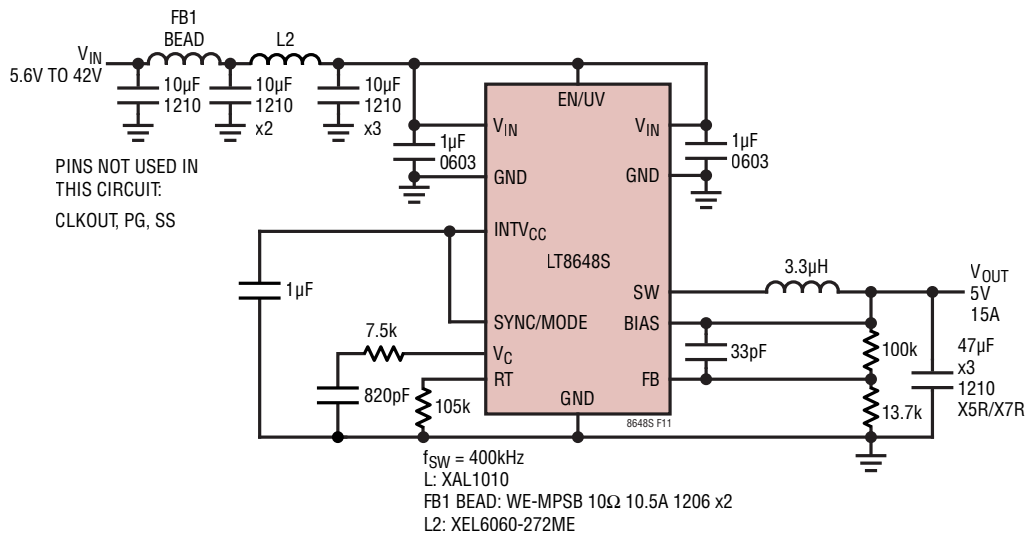 FB1
BEAD
L2
VIN
5.6V TO 42V
10µF
1210
10µF
1210
x2
10µF
1210
x3
PINS NOT USED IN
THIS CIRCUIT:
CLKOUT, PG, SS
EN/UV
VIN
VIN
1µF
0603
1µF
0603
GND
GND
INTVCC
LT8648S
1µF
SW
3.3µH
VOUT
5V
15A
SYNC/MODE
BIAS
7.5k
VC
33pF
100k
47µF
x3
1210
X5R/X7R
820pF
105k
RT
FB
13.7k
GND
8648S F11
fSW = 400kHz
L: XAL1010
FB1 BEAD: WE-MPSB 10Ω 10.5A 1206 x2
L2: XEL6060-272ME